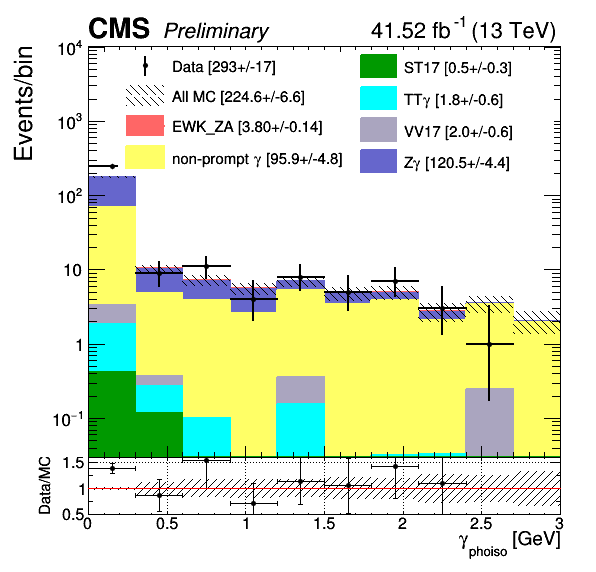 CMS Preliminary 41.52 fb⁻¹ (13 TeV)
Events/bin
Data [293+/-17]
All MC [224.6+/-6.6]
EWK_ZA [3.80+/-0.14]
non-prompt γ [95.9+/-4.8]
ST17 [0.5+/-0.3]
TTγ [1.8+/-0.6]
VV17 [2.0+/-0.6]
Zγ [120.5+/-4.4]
10⁴
10³
10²
10
1
10⁻¹
Data/MC
1.5
1
0.5
0 0.5 1 1.5 2 2.5 3
γ_phoiso [GeV]